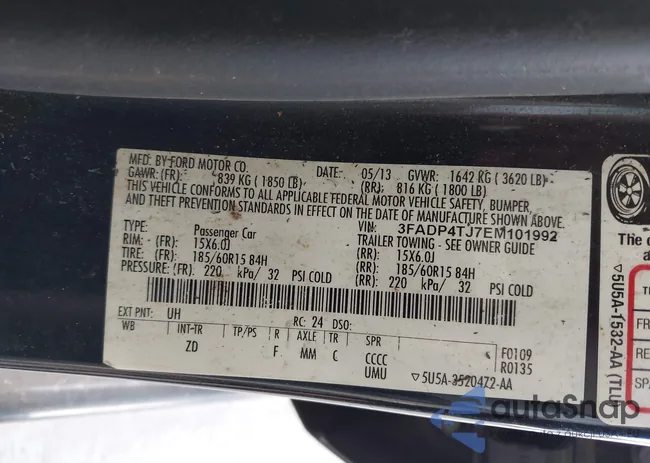 MFD. BY FORD MOTOR CO. DATE: 05/13 GVWR: 1642 KG ( 3620 LB)
GAWR: (FR): 839 KG ( 1850 LB) (RR): 816 KG ( 1800 LB)
THIS VEHICLE CONFORMS TO ALL APPLICABLE FEDERAL MOTOR VEHICLE SAFETY, BUMPER,
AND THEFT PREVENTION STANDARDS IN EFFECT ON THE DATE OF MANUFACTURE SHOWN ABOVE.
VIN: 3FADP4TJ7EM101992
TYPE: Passenger Car TRAILER TOWING - SEE OWNER GUIDE
RIM: (FR): 15X6.0J (RR): 15X6.0J
TIRE: (FR): 185/60R15 84H (RR): 185/60R15 84H
PRESSURE: (FR): 220 kPa/ 32 PSI COLD (RR): 220 kPa/ 32 PSI COLD
EXT PNT: UH RC: 24 DSO:
WB INT-TR TP/PS R AXLE TR SPR F0109
ZD F MM C CCCC R0135
UMU ▽5U5A-3520472-AA
The c
a
▽5U5A-1532-AA (TLU
T
FR
RE
SPA
autoSnap